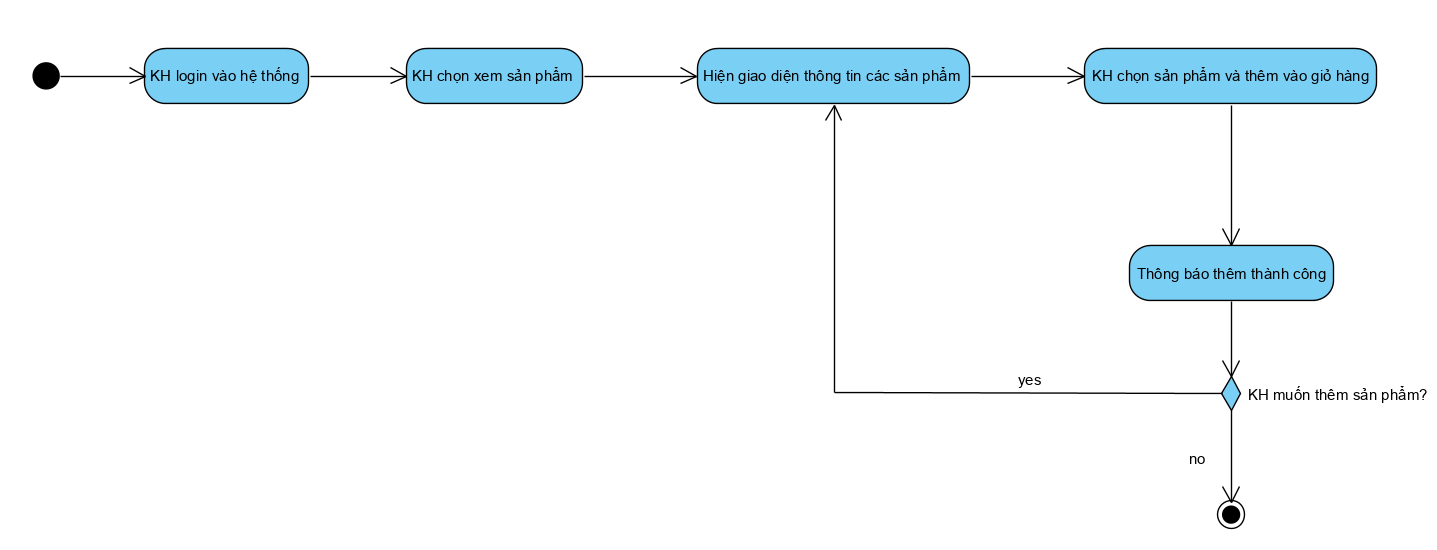 KH login vào hệ thống
KH chọn xem sản phẩm
Hiện giao diện thông tin các sản phẩm
KH chọn sản phẩm và thêm vào giỏ hàng
Thông báo thêm thành công
yes
KH muốn thêm sản phẩm?
no